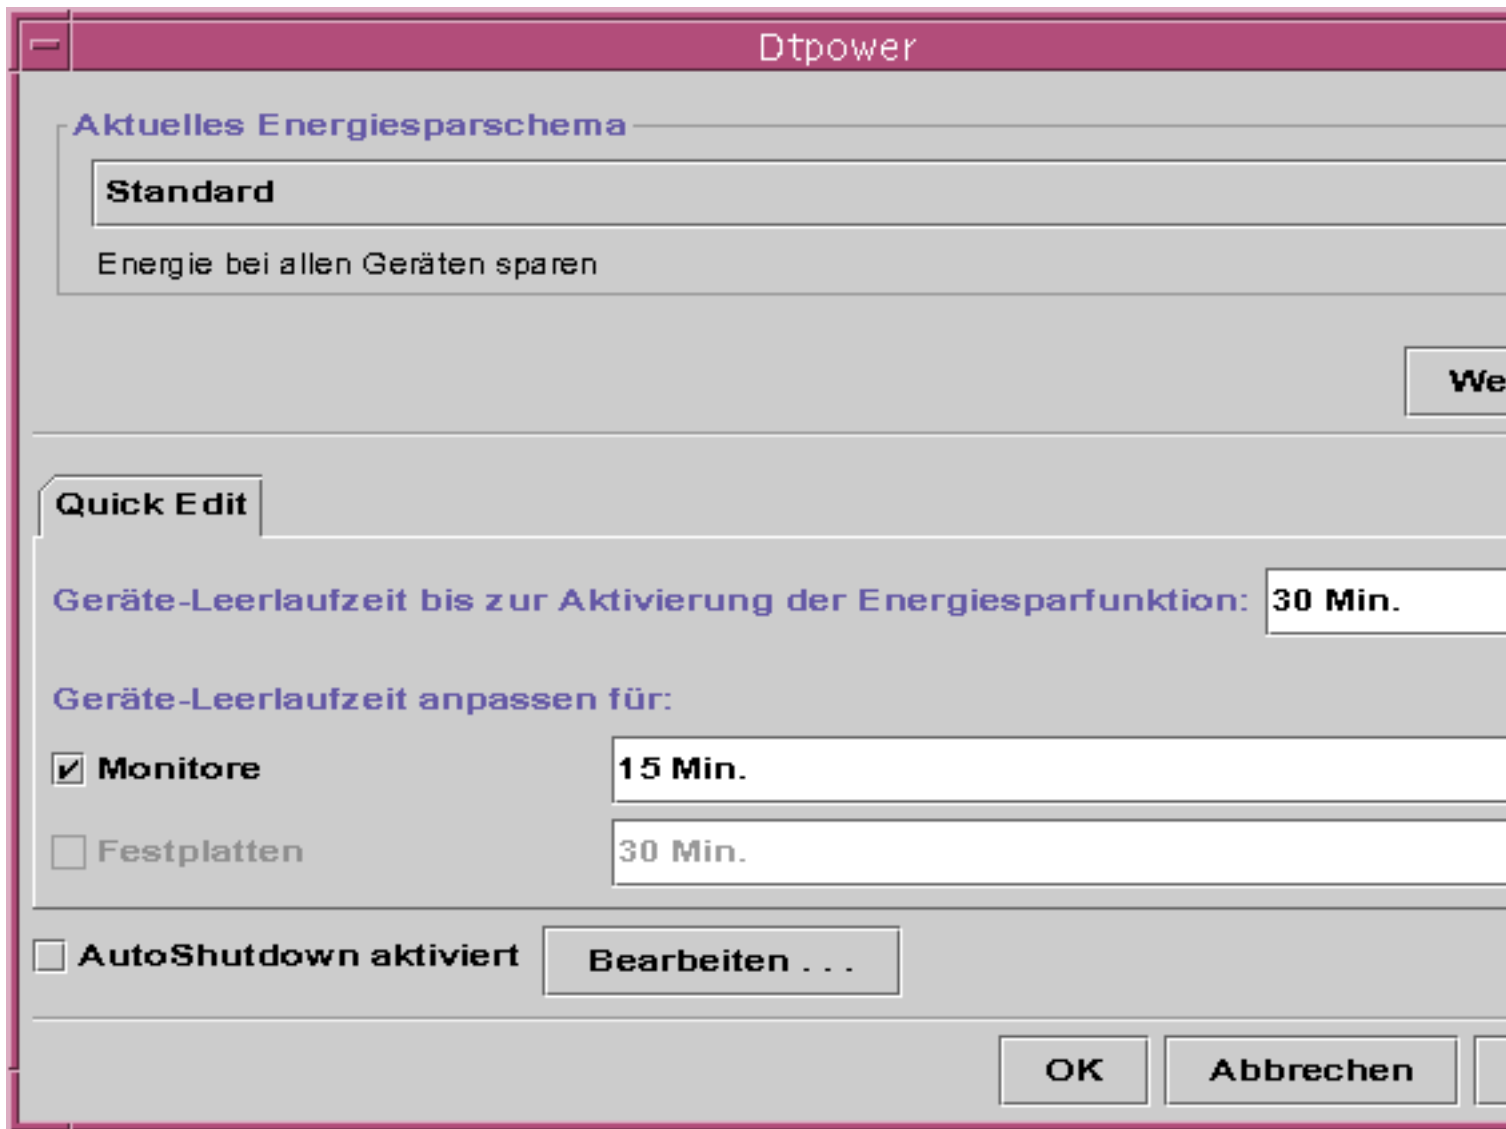 Dtpower
Aktuelles Energiesparschema
Standard
Energie bei allen Geräten sparen
Quick Edit
Geräte-Leerlaufzeit bis zur Aktivierung der Energiesparfunktion: 30 Min.
Geräte-Leerlaufzeit anpassen für:
Monitore 15 Min.
Festplatten 30 Min.
AutoShutdown aktiviert Bearbeiten . . .
OK Abbrechen